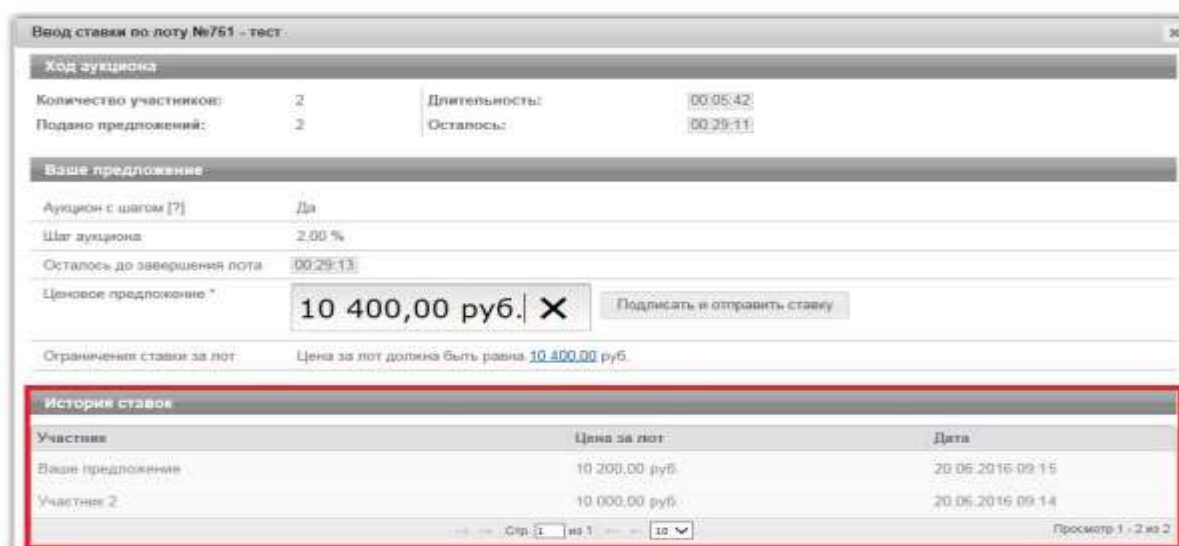 Ввод ставки по лоту №761 - тест
Ход аукциона
Количество участников: 2 Длительность: 00:05:42
Подано предложений: 2 Осталось: 00:29:11
Ваше предложение
Аукцион с шагом [?] Да
Шаг аукциона 2,00 %
Осталось до завершения лота 00:29:13
Ценовое предложение * 10 400,00 руб. Подписать и отправить ставку
Ограничения ставки за лот Цена за лот должна быть равна 10 400,00 руб.
История ставок
Участник Цена за лот Дата
Ваше предложение 10 200,00 руб. 20.06.2016 09:15
Участник 2 10 000,00 руб. 20.06.2016 09:14
Стр. 1 из 1 10 Просмотр 1 - 2 из 2